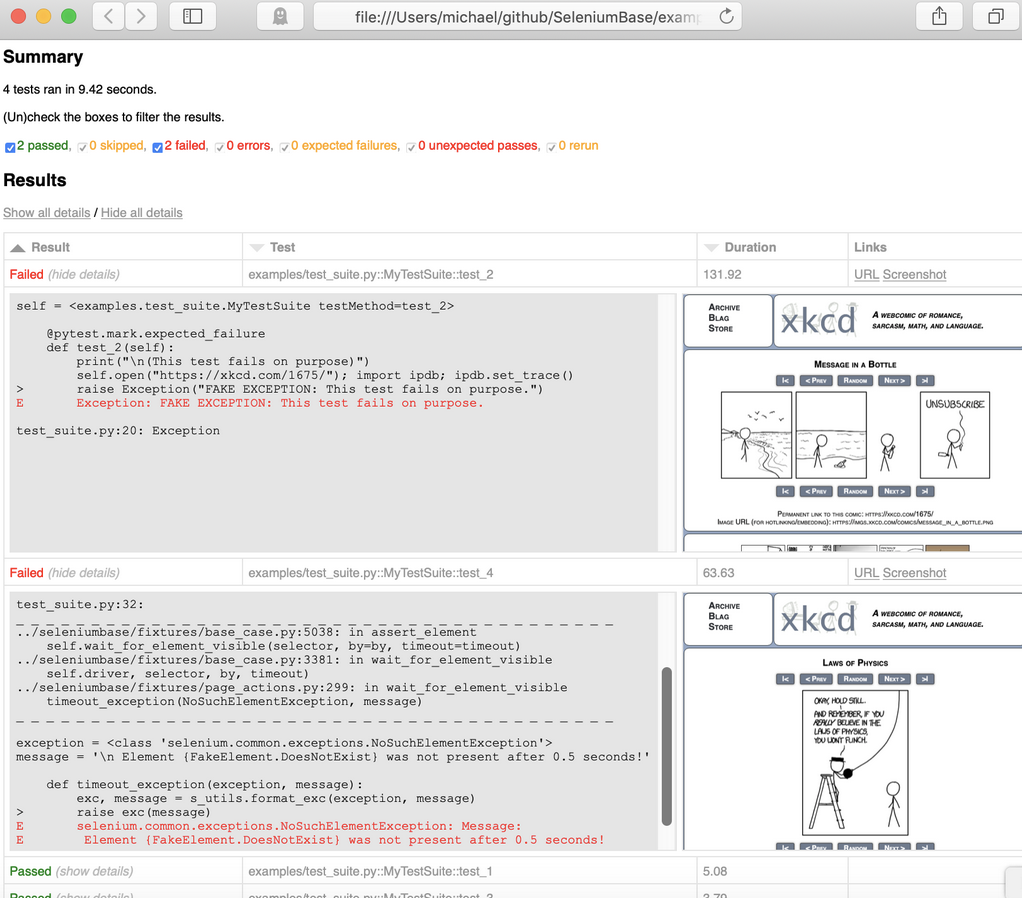 file:///Users/michael/github/SeleniumBase/examp
Summary
4 tests ran in 9.42 seconds.
(Un)check the boxes to filter the results.
2 passed, 0 skipped, 2 failed, 0 errors, 0 expected failures, 0 unexpected passes, 0 rerun
Results
Show all details / Hide all details
Result Test Duration Links
Failed (hide details) examples/test_suite.py::MyTestSuite::test_2 131.92 URL Screenshot
self = <examples.test_suite.MyTestSuite testMethod=test_2>
    @pytest.mark.expected_failure
    def test_2(self):
        print("\n(This test fails on purpose)")
        self.open("https://xkcd.com/1675/"); import ipdb; ipdb.set_trace()
>       raise Exception("FAKE EXCEPTION: This test fails on purpose.")
E       Exception: FAKE EXCEPTION: This test fails on purpose.
test_suite.py:20: Exception
Archive
Blag
Store
xkcd
A webcomic of romance,
sarcasm, math, and language.
Message in a Bottle
|< < Prev Random Next > >|
UNSUBSCRIBE
|< < Prev Random Next > >|
Permanent link to this comic: https://xkcd.com/1675/
Image URL (for hotlinking/embedding): https://imgs.xkcd.com/comics/message_in_a_bottle.png
Failed (hide details) examples/test_suite.py::MyTestSuite::test_4 63.63 URL Screenshot
test_suite.py:32:
_ _ _ _ _ _ _ _ _ _ _ _ _ _ _ _ _ _ _ _ _ _ _ _ _ _ _ _ _ _ _ _ _ _ _ _ _ _ _ _
../seleniumbase/fixtures/base_case.py:5038: in assert_element
    self.wait_for_element_visible(selector, by=by, timeout=timeout)
../seleniumbase/fixtures/base_case.py:3381: in wait_for_element_visible
    self.driver, selector, by, timeout)
../seleniumbase/fixtures/page_actions.py:299: in wait_for_element_visible
    timeout_exception(NoSuchElementException, message)
_ _ _ _ _ _ _ _ _ _ _ _ _ _ _ _ _ _ _ _ _ _ _ _ _ _ _ _ _ _ _ _ _ _ _ _ _ _ _ _
exception = <class 'selenium.common.exceptions.NoSuchElementException'>
message = '\n Element {FakeElement.DoesNotExist} was not present after 0.5 seconds!'
    def timeout_exception(exception, message):
        exc, message = s_utils.format_exc(exception, message)
>       raise exc(message)
E       selenium.common.exceptions.NoSuchElementException: Message:
E        Element {FakeElement.DoesNotExist} was not present after 0.5 seconds!
Archive
Blag
Store
xkcd
A webcomic of romance,
sarcasm, math, and language.
Laws of Physics
|< < Prev Random Next > >|
OKAY, HOLD STILL.
AND REMEMBER, IF YOU
REALLY BELIEVE IN THE
LAWS OF PHYSICS,
YOU WON'T FLINCH.
|< < Prev Random Next > >|
Passed (show details) examples/test_suite.py::MyTestSuite::test_1 5.08
Passed (show details) examples/test_suite.py::MyTestSuite::test_3 3.79